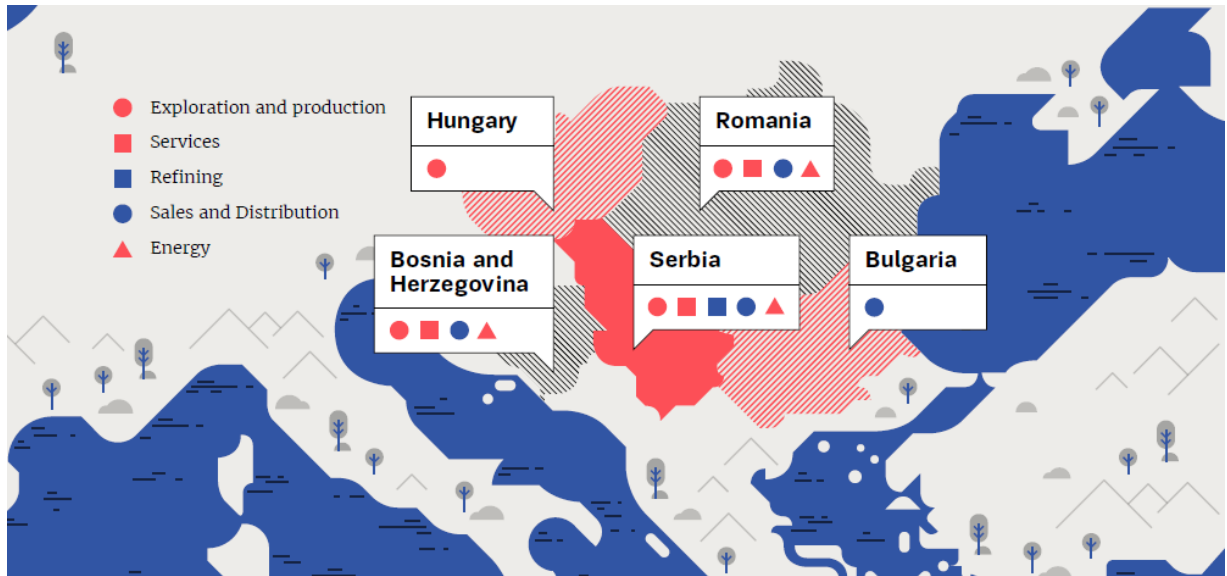 Exploration and production
Services
Refining
Sales and Distribution
Energy
Hungary
Romania
Bosnia and
Herzegovina
Serbia
Bulgaria